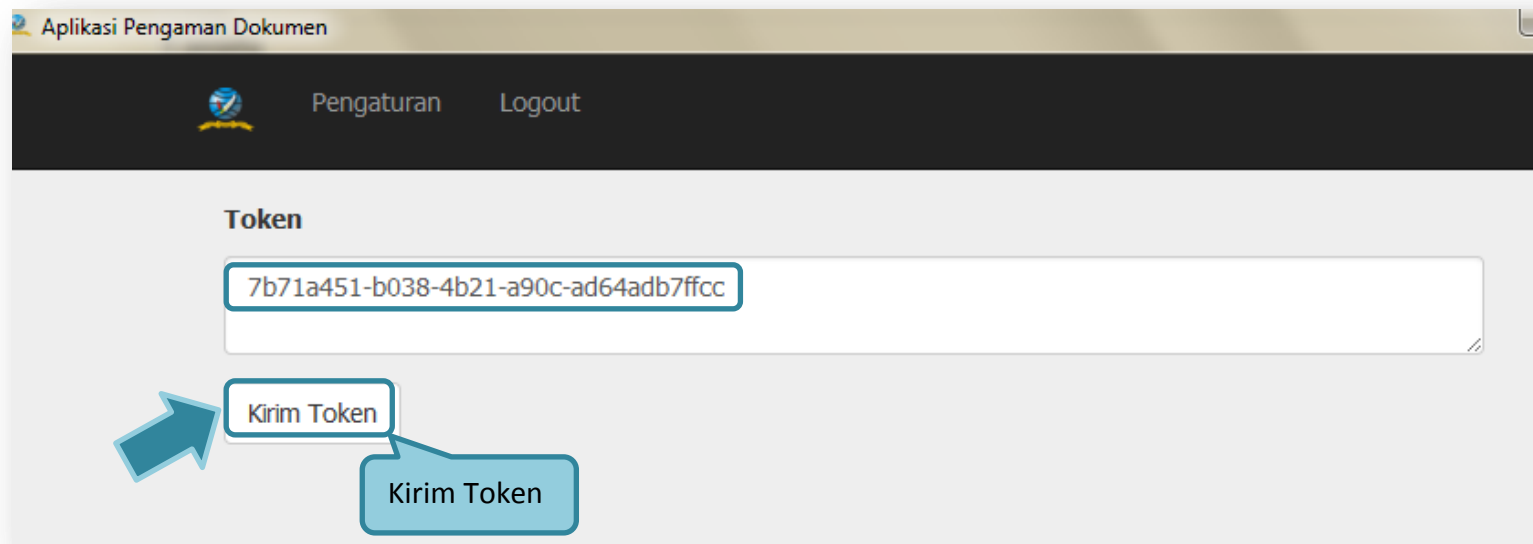 Aplikasi Pengaman Dokumen
Pengaturan Logout
Token
7b71a451-b038-4b21-a90c-ad64adb7ffcc
Kirim Token
Kirim Token